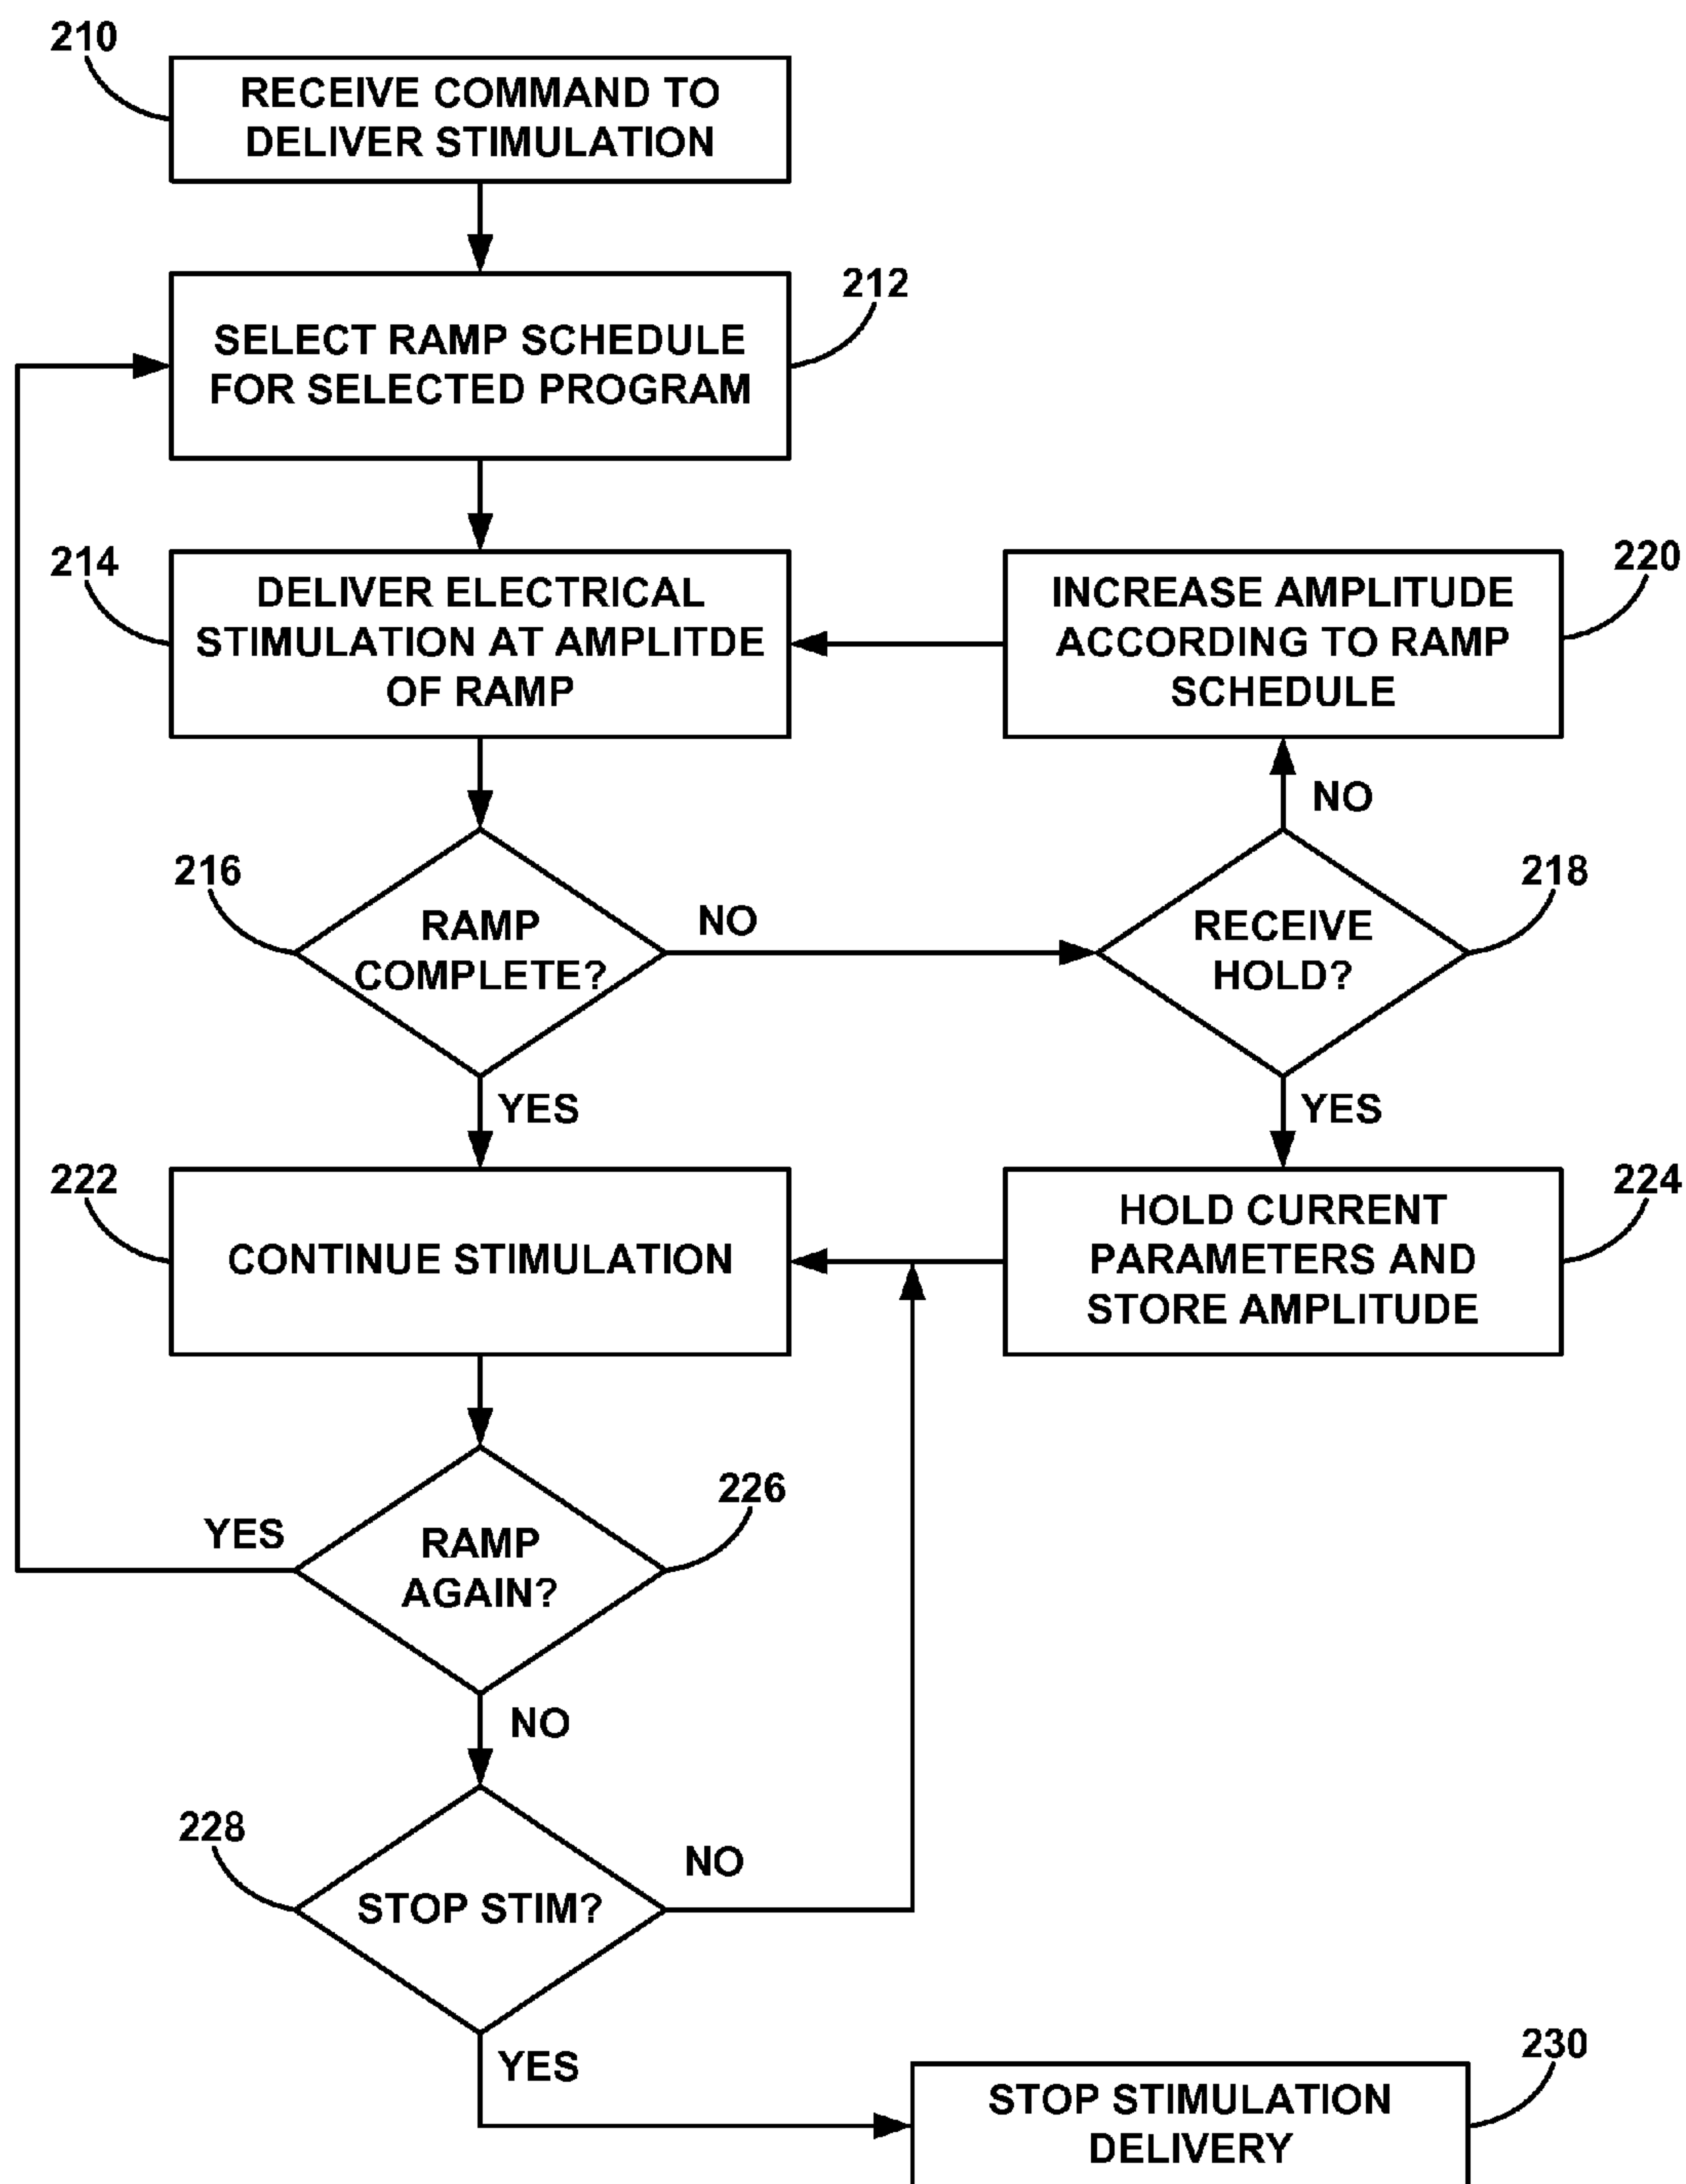 210
RECEIVE COMMAND TO
DELIVER STIMULATION
212
SELECT RAMP SCHEDULE
FOR SELECTED PROGRAM
214
DELIVER ELECTRICAL
STIMULATION AT AMPLITDE
OF RAMP
220
INCREASE AMPLITUDE
ACCORDING TO RAMP
SCHEDULE
NO
216
RAMP
COMPLETE?
NO
218
RECEIVE
HOLD?
YES
YES
222
CONTINUE STIMULATION
224
HOLD CURRENT
PARAMETERS AND
STORE AMPLITUDE
226
YES
RAMP
AGAIN?
NO
228
STOP STIM?
NO
YES
230
STOP STIMULATION
DELIVERY